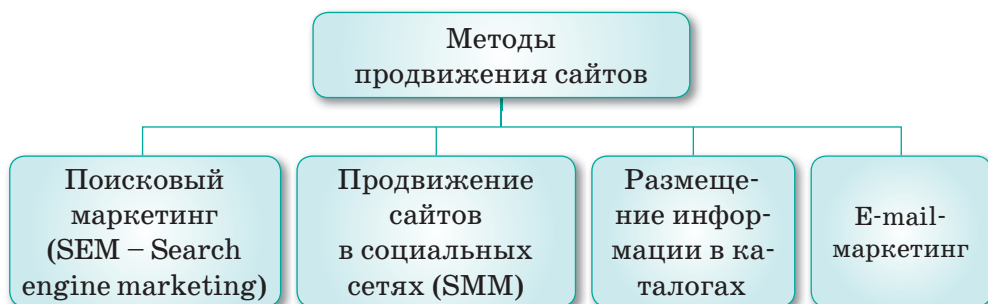 Методы
продвижения сайтов
Поисковый
маркетинг
(SEM – Search
engine marketing)
Продвижение
сайтов
в социальных
сетях (SMM)
Размеще-
ние инфор-
мации в ка-
талогах
E-mail-
маркетинг